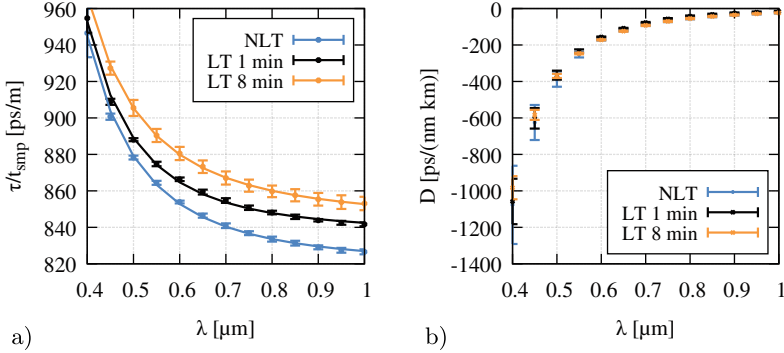 960
940
920
900
880
860
840
820
τ/t_smp [ps/m]
NLT
LT 1 min
LT 8 min
0.4 0.5 0.6 0.7 0.8 0.9 1
λ [µm]
a)
0
-200
-400
-600
-800
-1000
-1200
-1400
D [ps/(nm km)]
NLT
LT 1 min
LT 8 min
0.4 0.5 0.6 0.7 0.8 0.9 1
λ [µm]
b)